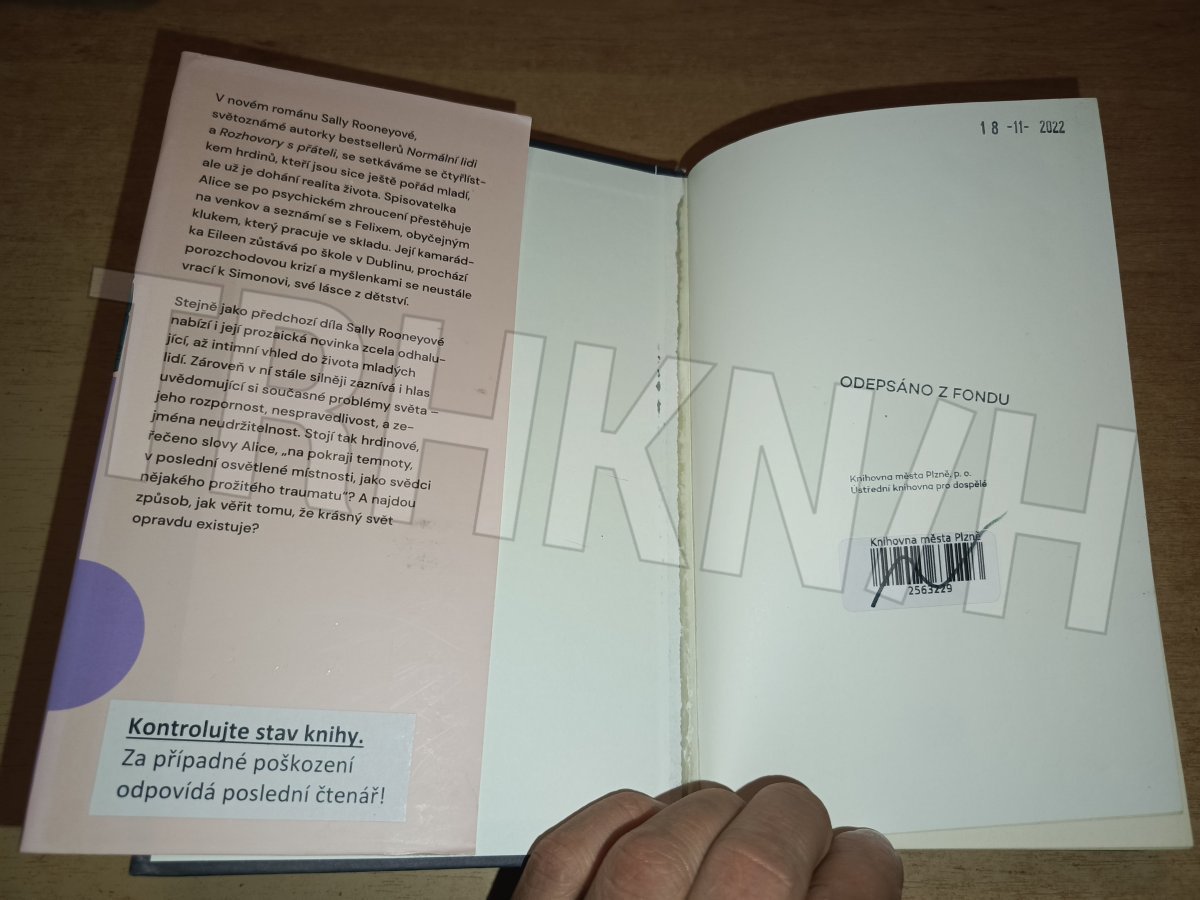 V novém románu Sally Rooneyové,
světoznámé autorky bestsellerů Normální lidi
a Rozhovory s přáteli, se setkáváme se čtyřlíst-
kem hrdinů, kteří jsou sice ještě pořád mladí,
ale už je dohání realita života. Spisovatelka
Alice se po psychickém zhroucení přestěhuje
na venkov a seznámí se s Felixem, obyčejným
klukem, který pracuje ve skladu. Její kamarád-
ka Eileen zůstává po škole v Dublinu, prochází
porozchodovou krizí a myšlenkami se neustále
vrací k Simonovi, své lásce z dětství.
Stejně jako předchozí díla Sally Rooneyové
nabízí i její prozaická novinka zcela odhalu-
jící, až intimní vhled do života mladých
lidí. Zároveň v ní stále silněji zaznívá i hlas
uvědomující si současné problémy světa –
jeho rozpornost, nespravedlivost, a ze-
jména neudržitelnost. Stojí tak hrdinové,
řečeno slovy Alice, „na pokraji temnoty,
v poslední osvětlené místnosti, jako svědci
nějakého prožitého traumatu“? A najdou
způsob, jak věřit tomu, že krásný svět
opravdu existuje?
Kontrolujte stav knihy.
Za případné poškození
odpovídá poslední čtenář!
18 -11- 2022
ODEPSÁNO Z FONDU
Knihovna města Plzně, p. o.
Ústřední knihovna pro dospělé
Knihovna města Plzně
2563229
TRHKNIH